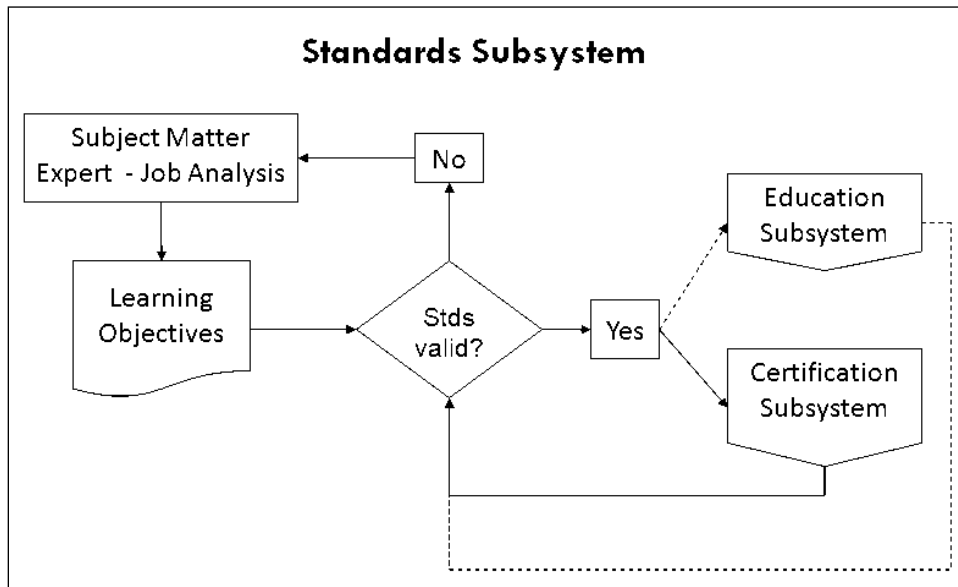 Standards Subsystem
Subject Matter
Expert - Job Analysis
No
Education
Subsystem
Learning
Objectives
Stds
valid?
Yes
Certification
Subsystem